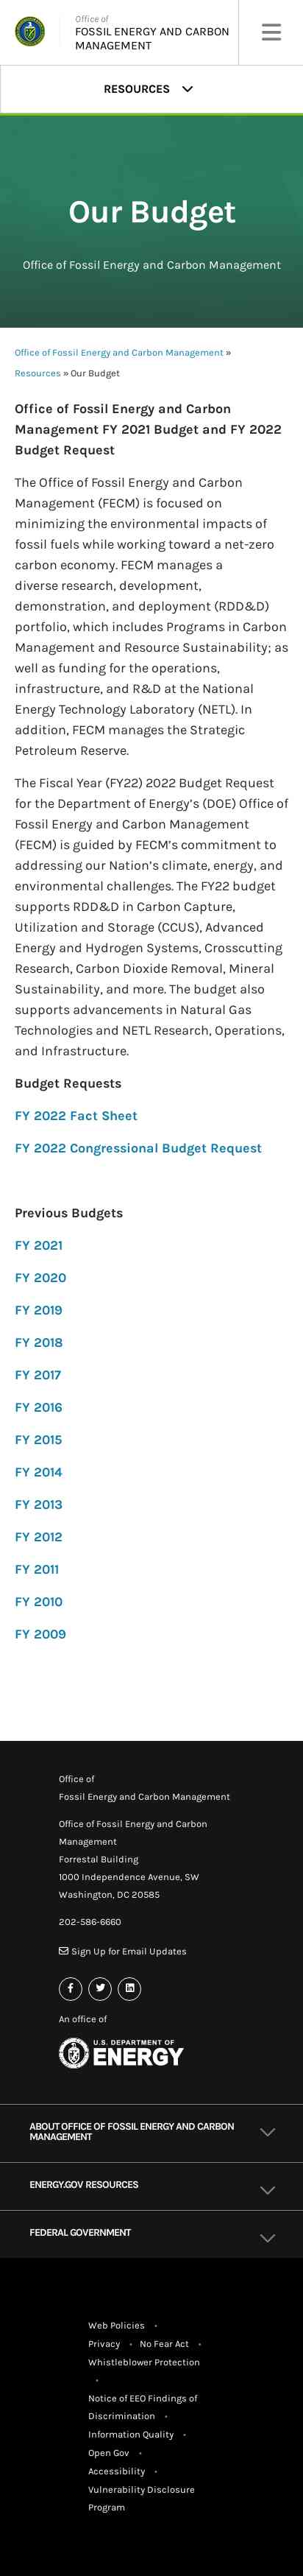 Office of
FOSSIL ENERGY AND CARBON
MANAGEMENT
RESOURCES
Our Budget
Office of Fossil Energy and Carbon Management
Office of Fossil Energy and Carbon Management »
Resources » Our Budget
Office of Fossil Energy and Carbon
Management FY 2021 Budget and FY 2022
Budget Request
The Office of Fossil Energy and Carbon
Management (FECM) is focused on
minimizing the environmental impacts of
fossil fuels while working toward a net-zero
carbon economy. FECM manages a
diverse research, development,
demonstration, and deployment (RDD&D)
portfolio, which includes Programs in Carbon
Management and Resource Sustainability; as
well as funding for the operations,
infrastructure, and R&D at the National
Energy Technology Laboratory (NETL). In
addition, FECM manages the Strategic
Petroleum Reserve.
The Fiscal Year (FY22) 2022 Budget Request
for the Department of Energy’s (DOE) Office of
Fossil Energy and Carbon Management
(FECM) is guided by FECM’s commitment to
addressing our Nation’s climate, energy, and
environmental challenges. The FY22 budget
supports RDD&D in Carbon Capture,
Utilization and Storage (CCUS), Advanced
Energy and Hydrogen Systems, Crosscutting
Research, Carbon Dioxide Removal, Mineral
Sustainability, and more. The budget also
supports advancements in Natural Gas
Technologies and NETL Research, Operations,
and Infrastructure.
Budget Requests
FY 2022 Fact Sheet
FY 2022 Congressional Budget Request
Previous Budgets
FY 2021
FY 2020
FY 2019
FY 2018
FY 2017
FY 2016
FY 2015
FY 2014
FY 2013
FY 2012
FY 2011
FY 2010
FY 2009
Office of
Fossil Energy and Carbon Management
Office of Fossil Energy and Carbon
Management
Forrestal Building
1000 Independence Avenue, SW
Washington, DC 20585
202-586-6660
Sign Up for Email Updates
An office of
U.S. DEPARTMENT OF
ENERGY
ABOUT OFFICE OF FOSSIL ENERGY AND CARBON
MANAGEMENT
ENERGY.GOV RESOURCES
FEDERAL GOVERNMENT
Web Policies •
Privacy • No Fear Act •
Whistleblower Protection
•
Notice of EEO Findings of
Discrimination •
Information Quality •
Open Gov •
Accessibility •
Vulnerability Disclosure
Program